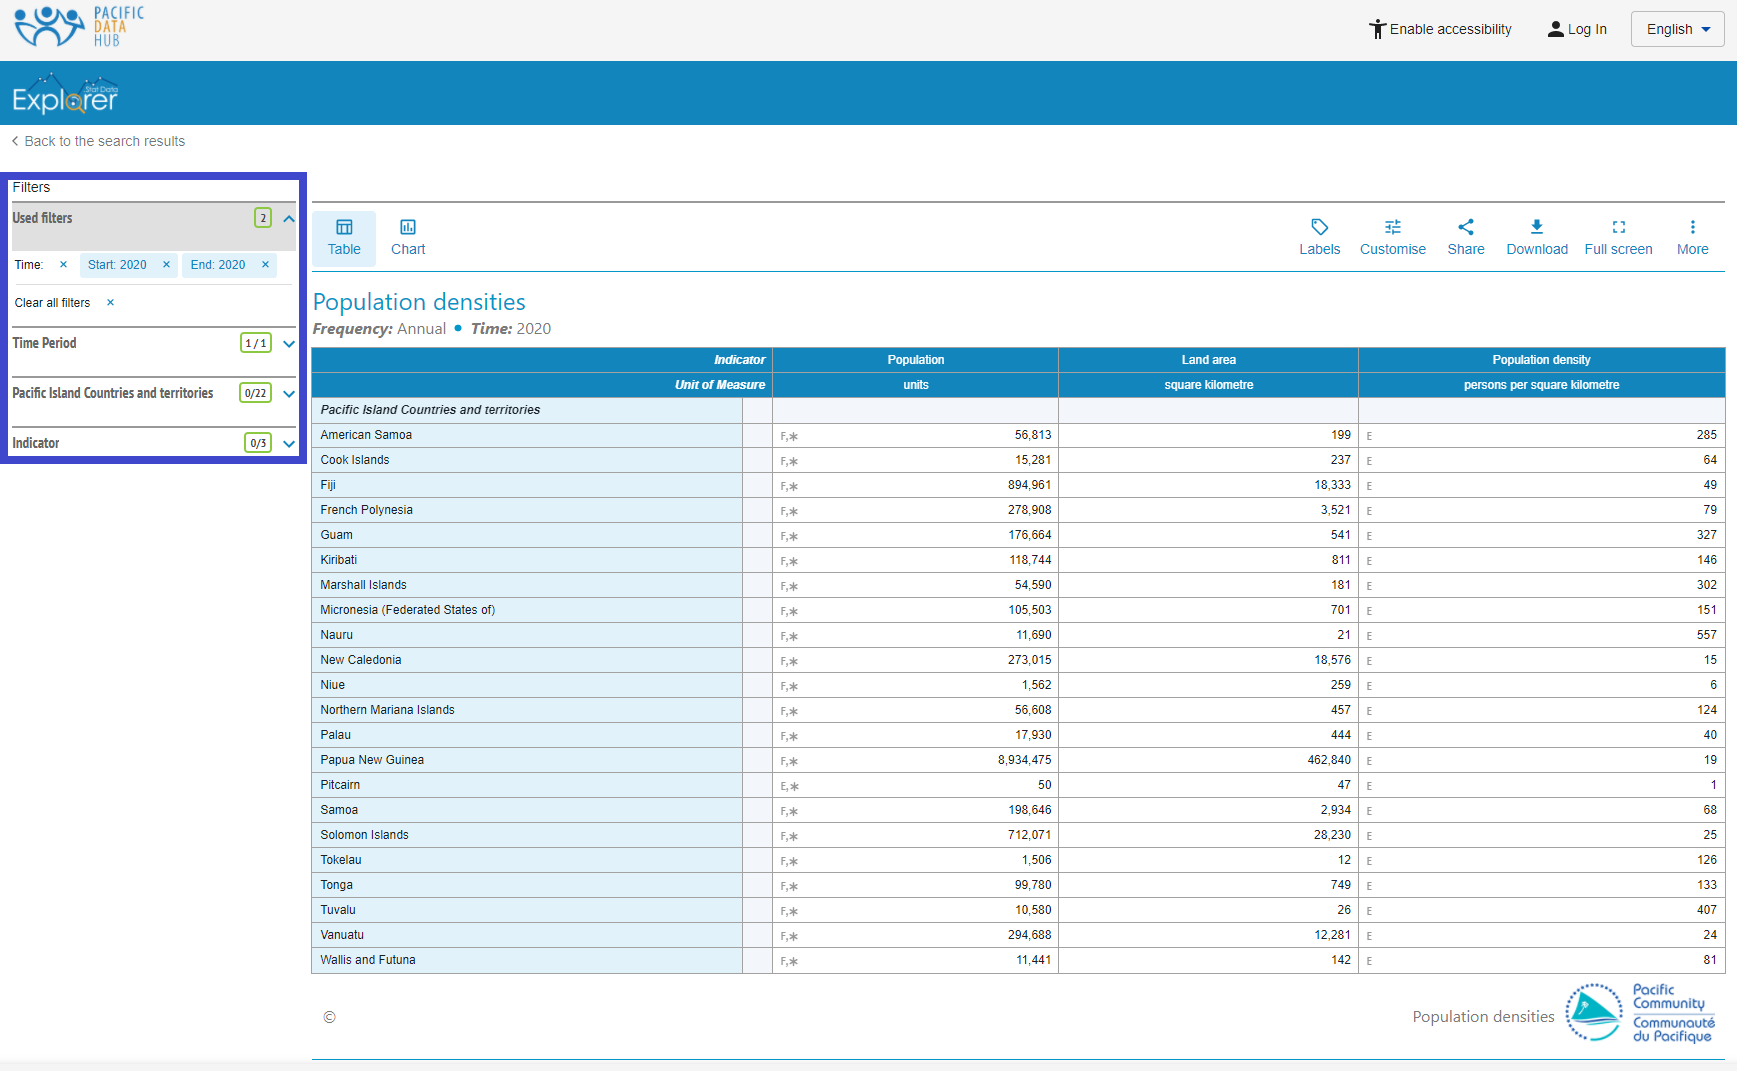 PACIFIC
DATA
HUB
Enable accessibility
Log In
English
.Stat Data
Explorer
Back to the search results
Filters
Used filters 2
Time: × Start: 2020 × End: 2020 ×
Clear all filters ×
Time Period 1 / 1
Pacific Island Countries and territories 0/22
Indicator 0/3
Table Chart Labels Customise Share Download Full screen More
Population densities
Frequency: Annual • Time: 2020
Indicator Population Land area Population density
Unit of Measure units square kilometre persons per square kilometre
Pacific Island Countries and territories
American Samoa F,* 56,813 199 E 285
Cook Islands F,* 15,281 237 E 64
Fiji F,* 894,961 18,333 E 49
French Polynesia F,* 278,908 3,521 E 79
Guam F,* 176,664 541 E 327
Kiribati F,* 118,744 811 E 146
Marshall Islands F,* 54,590 181 E 302
Micronesia (Federated States of) F,* 105,503 701 E 151
Nauru F,* 11,690 21 E 557
New Caledonia F,* 273,015 18,576 E 15
Niue F,* 1,562 259 E 6
Northern Mariana Islands F,* 56,608 457 E 124
Palau F,* 17,930 444 E 40
Papua New Guinea F,* 8,934,475 462,840 E 19
Pitcairn E,* 50 47 E 1
Samoa F,* 198,646 2,934 E 68
Solomon Islands F,* 712,071 28,230 E 25
Tokelau F,* 1,506 12 E 126
Tonga F,* 99,780 749 E 133
Tuvalu F,* 10,580 26 E 407
Vanuatu F,* 294,688 12,281 E 24
Wallis and Futuna F,* 11,441 142 E 81
©
Population densities
Pacific
Community
Communauté
du Pacifique